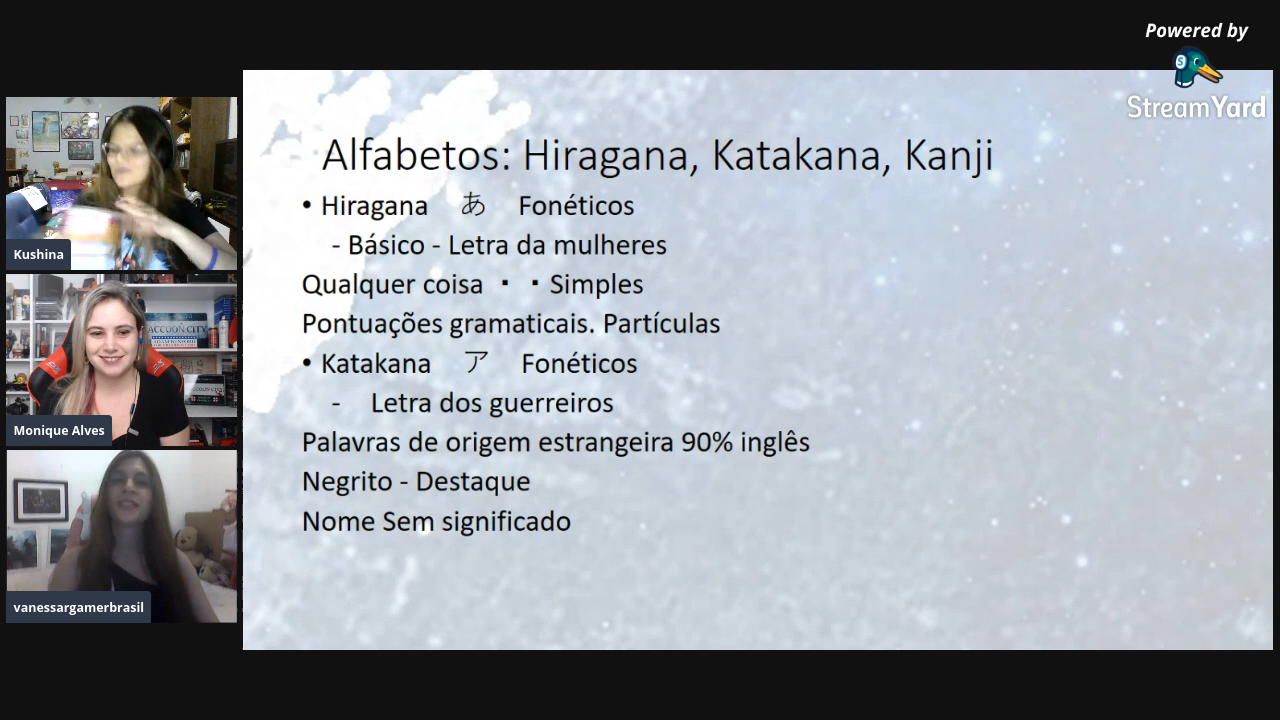 Powered by
StreamYard
Alfabetos: Hiragana, Katakana, Kanji
• Hiragana あ Fonéticos
- Básico - Letra da mulheres
Qualquer coisa ・ ・ Simples
Pontuações gramaticais. Partículas
• Katakana ア Fonéticos
- Letra dos guerreiros
Palavras de origem estrangeira 90% inglês
Negrito - Destaque
Nome Sem significado
Kushina
RACCOON CITY
Monique Alves
vanessargamerbrasil